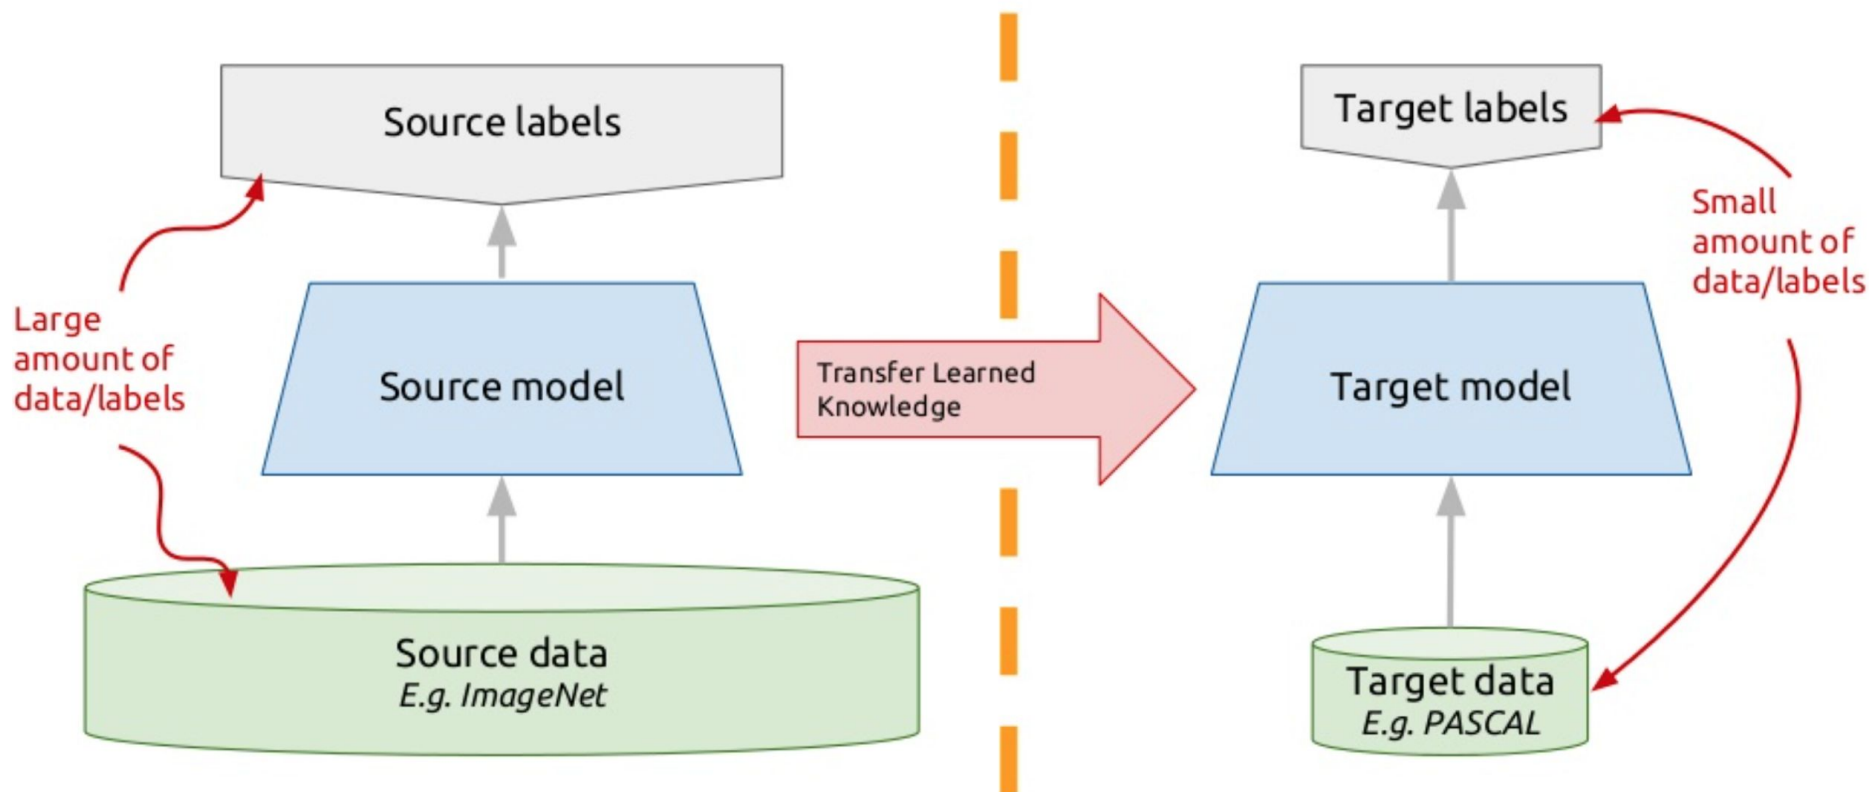 Source labels
Large
amount of
data/labels
Source model
Source data
E.g. ImageNet
Transfer Learned
Knowledge
Target labels
Small
amount of
data/labels
Target model
Target data
E.g. PASCAL